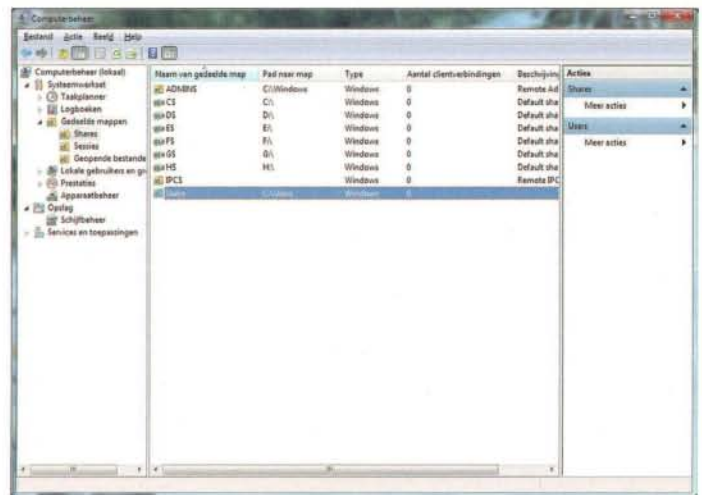 Computerbeheer
Bestand Actie Beeld Help
Computerbeheer (lokaal)
Systeemwerkset
Taakplanner
Logboeken
Gedeelde mappen
Shares
Sessies
Geopende bestande
Lokale gebruikers en gr
Prestaties
Apparaatbeheer
Opslag
Schijfbeheer
Services en toepassingen
Naam van gedeelde map Pad naar map Type Aantal clientverbindingen Beschrijving
ADMIN$ C:\Windows Windows 0 Remote Ad
C$ C:\ Windows 0 Default sha
D$ D:\ Windows 0 Default sha
E$ E:\ Windows 0 Default sha
F$ F:\ Windows 0 Default sha
G$ G:\ Windows 0 Default sha
H$ H:\ Windows 0 Default sha
IPC$ Windows 0 Remote IPC
Users C:\Users Windows 0
Acties
Shares
Meer acties
Users
Meer acties